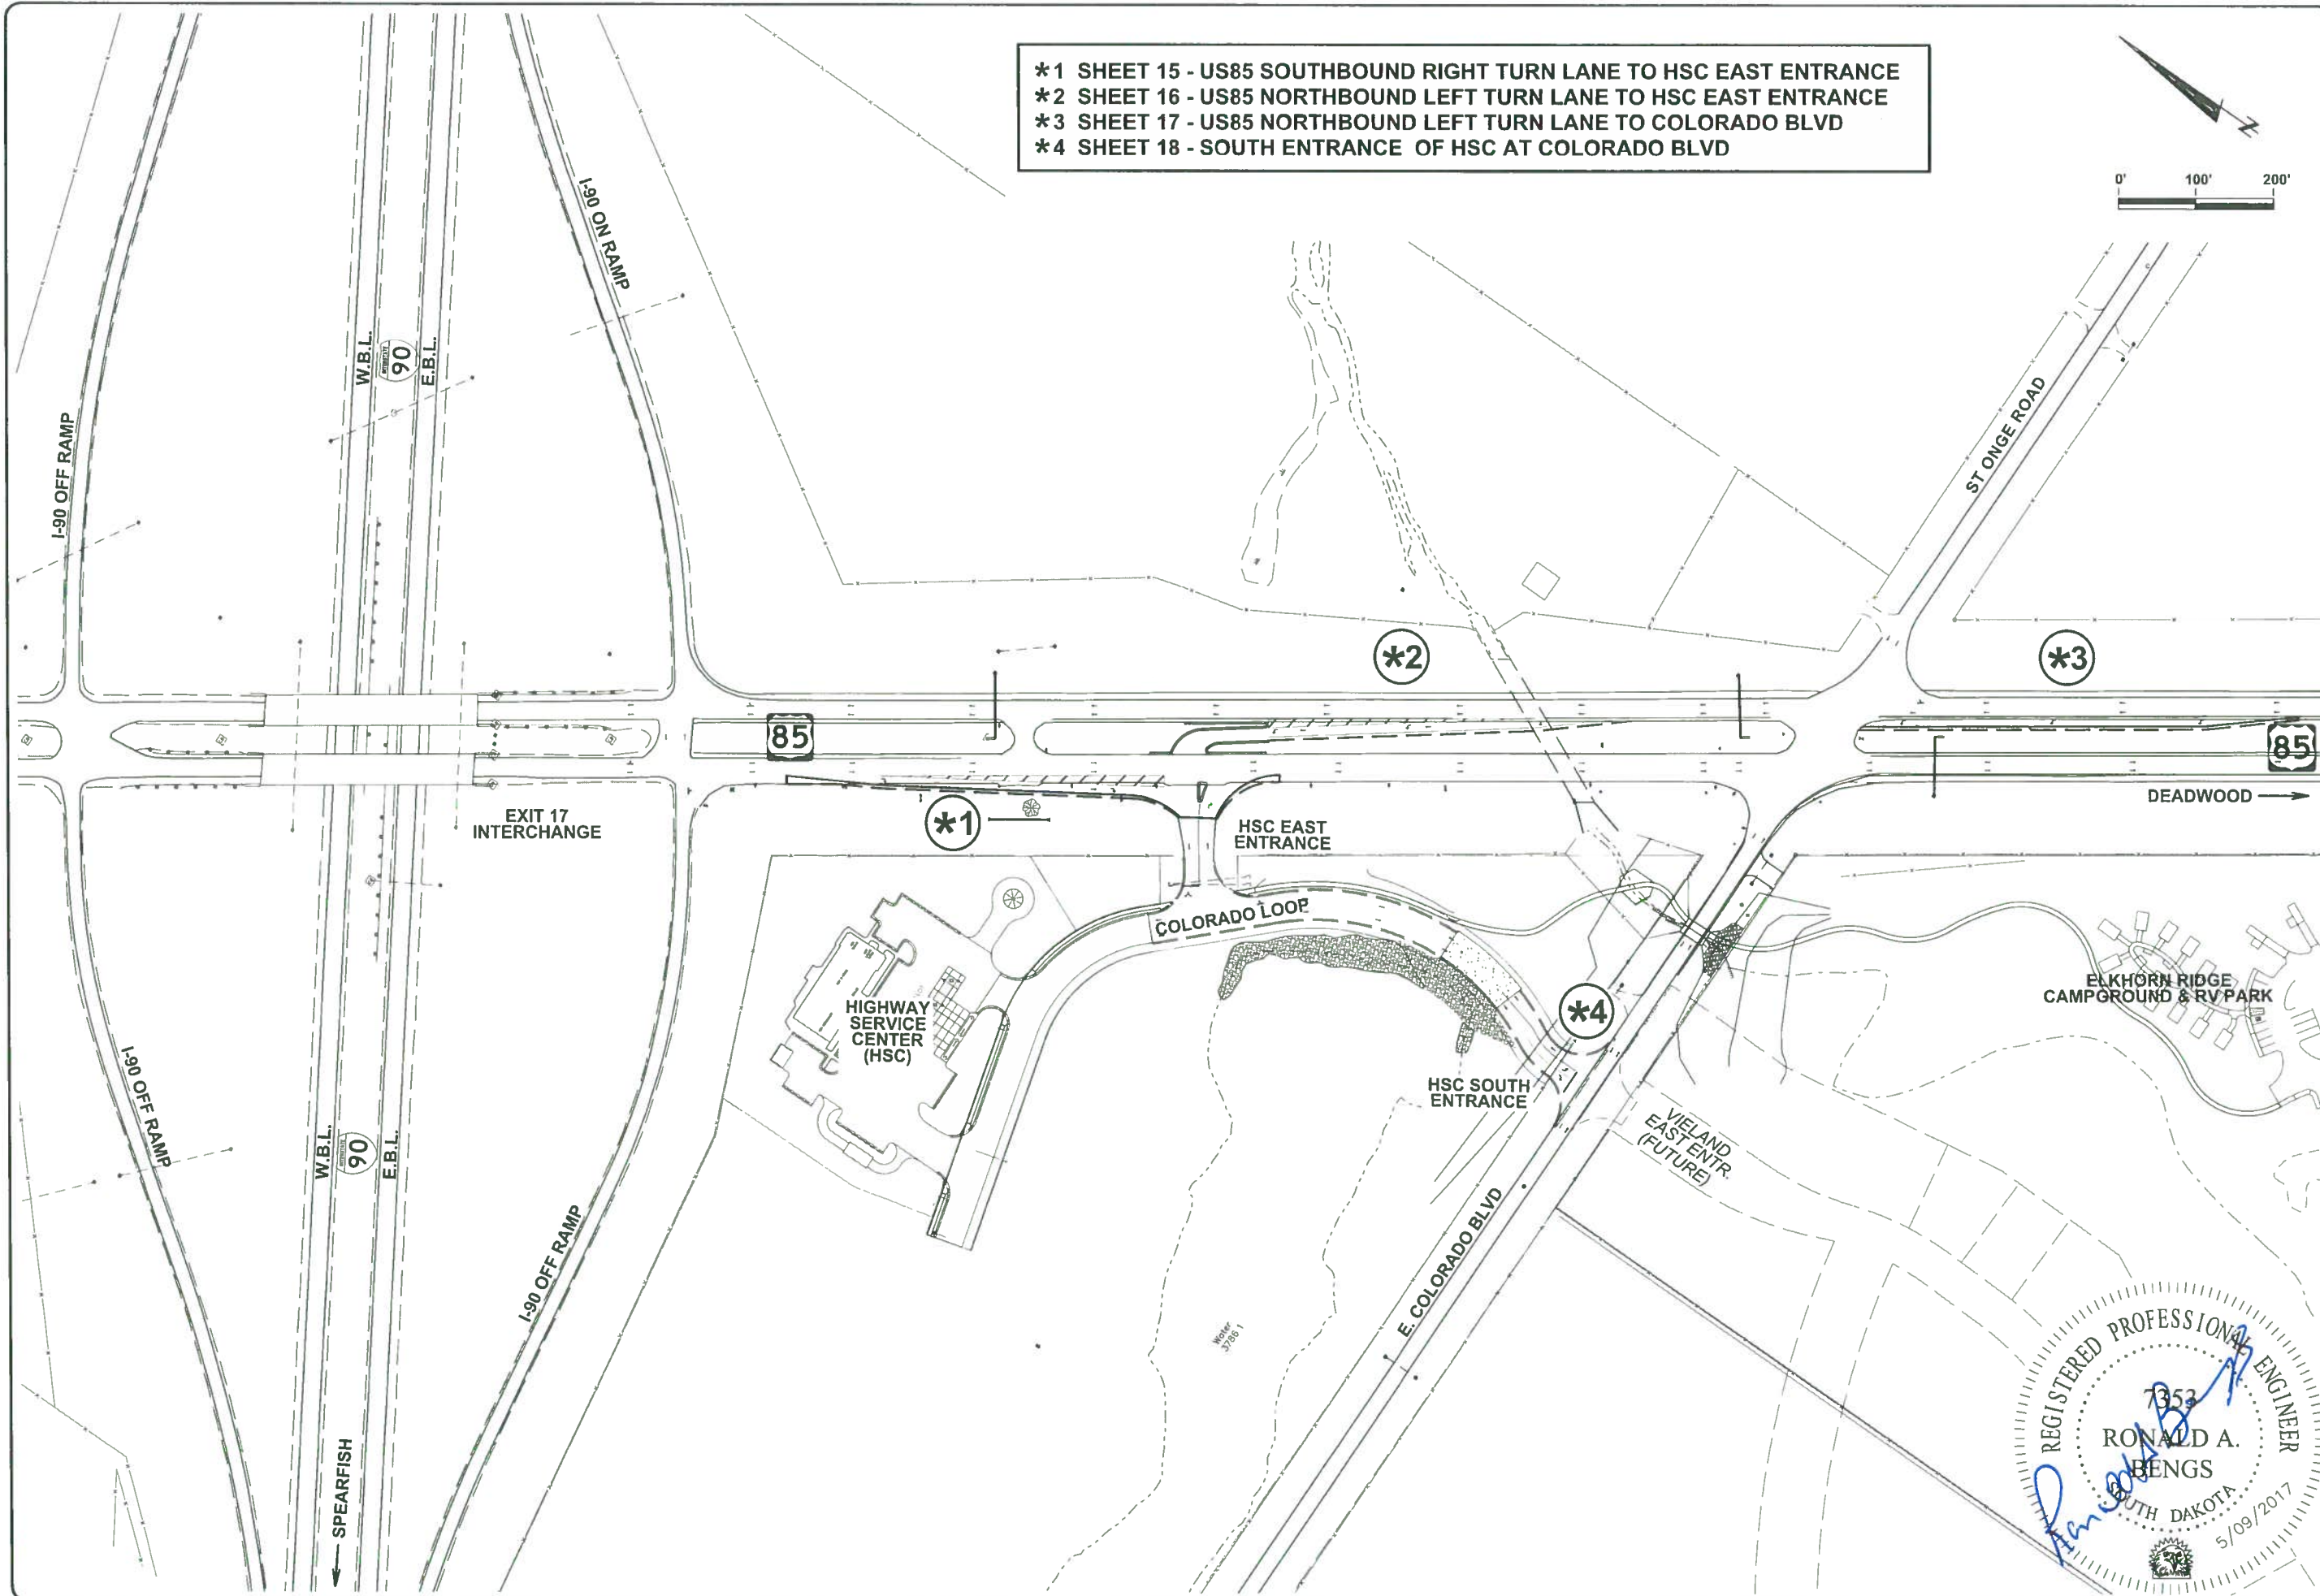 *1 SHEET 15 - US85 SOUTHBOUND RIGHT TURN LANE TO HSC EAST ENTRANCE
*2 SHEET 16 - US85 NORTHBOUND LEFT TURN LANE TO HSC EAST ENTRANCE
*3 SHEET 17 - US85 NORTHBOUND LEFT TURN LANE TO COLORADO BLVD
*4 SHEET 18 - SOUTH ENTRANCE OF HSC AT COLORADO BLVD
N
0' 100' 200'
I-90 ON RAMP
W.B.L.
90
E.B.L.
I-90 OFF RAMP
ST ONGE ROAD
*2
*3
85
85
DEADWOOD
EXIT 17
INTERCHANGE
*1
HSC EAST
ENTRANCE
COLORADO LOOP
HIGHWAY
SERVICE
CENTER
(HSC)
*4
ELKHORN RIDGE
CAMPGROUND & RV PARK
HSC SOUTH
ENTRANCE
VIELAND
EAST ENTR.
(FUTURE)
I-90 OFF RAMP
W.B.L.
90
E.B.L.
I-90 OFF RAMP
E. COLORADO BLVD
Water
3786.1
SPEARFISH
REGISTERED PROFESSIONAL ENGINEER
7353
RONALD A.
BENGS
SOUTH DAKOTA
5/09/2017